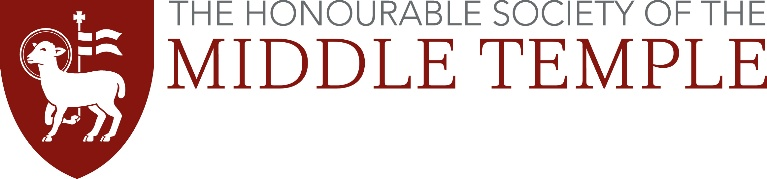 THE HONOURABLE SOCIETY OF THE
MIDDLE TEMPLE